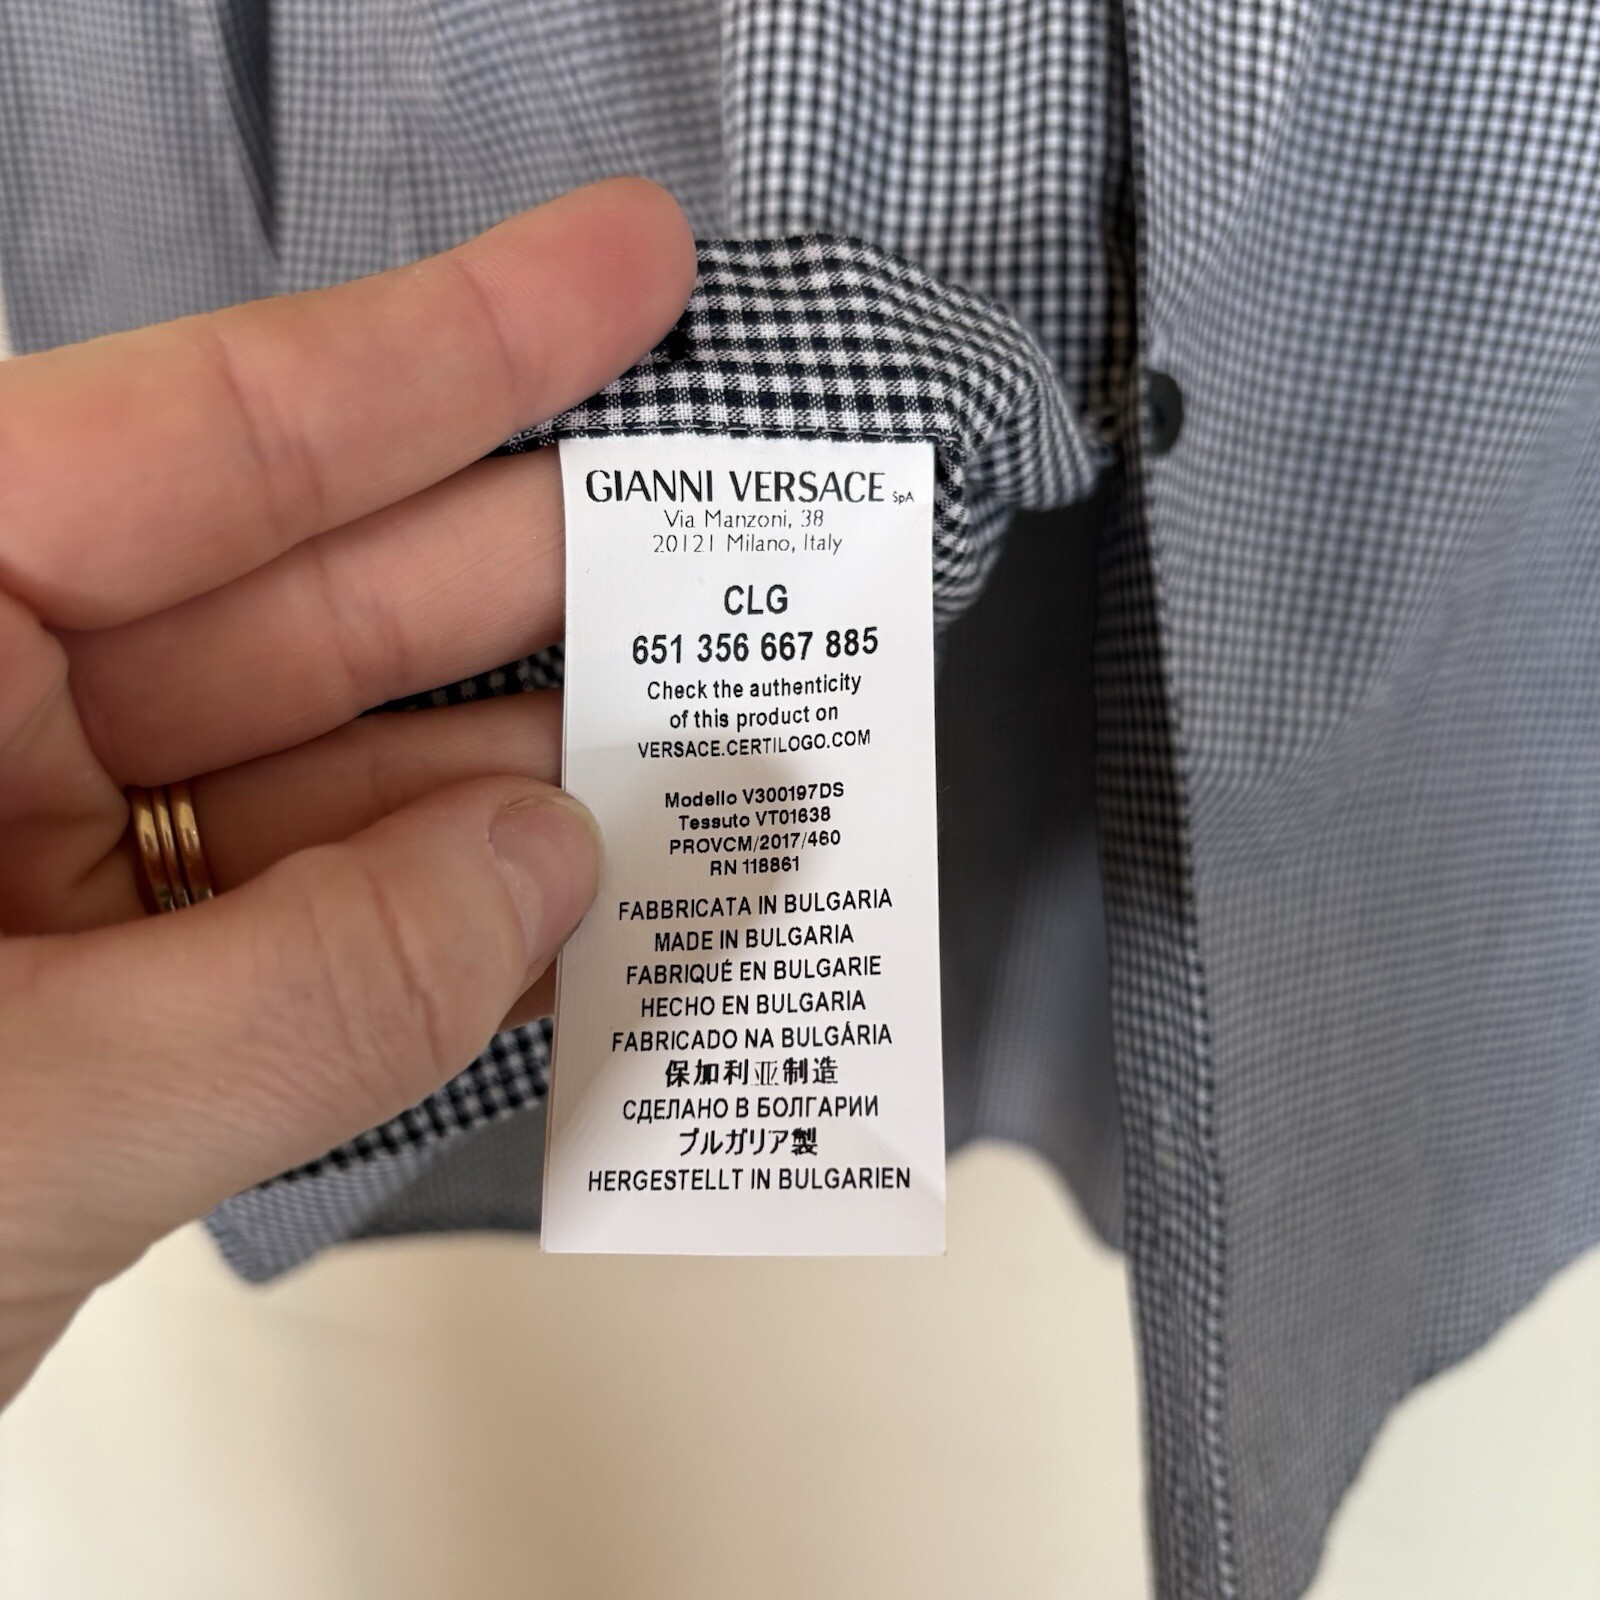 GIANNI VERSACE SpA
Via Manzoni, 38
20121 Milano, Italy
CLG
651 356 667 885
Check the authenticity
of this product on
VERSACE.CERTILOGO.COM
Modello V300197DS
Tessuto VT01638
PROVCM/2017/460
RN 118861
FABBRICATA IN BULGARIA
MADE IN BULGARIA
FABRIQUÉ EN BULGARIE
HECHO EN BULGARIA
FABRICADO NA BULGÁRIA
保加利亚制造
СДЕЛАНО В БОЛГАРИИ
ブルガリア製
HERGESTELLT IN BULGARIEN